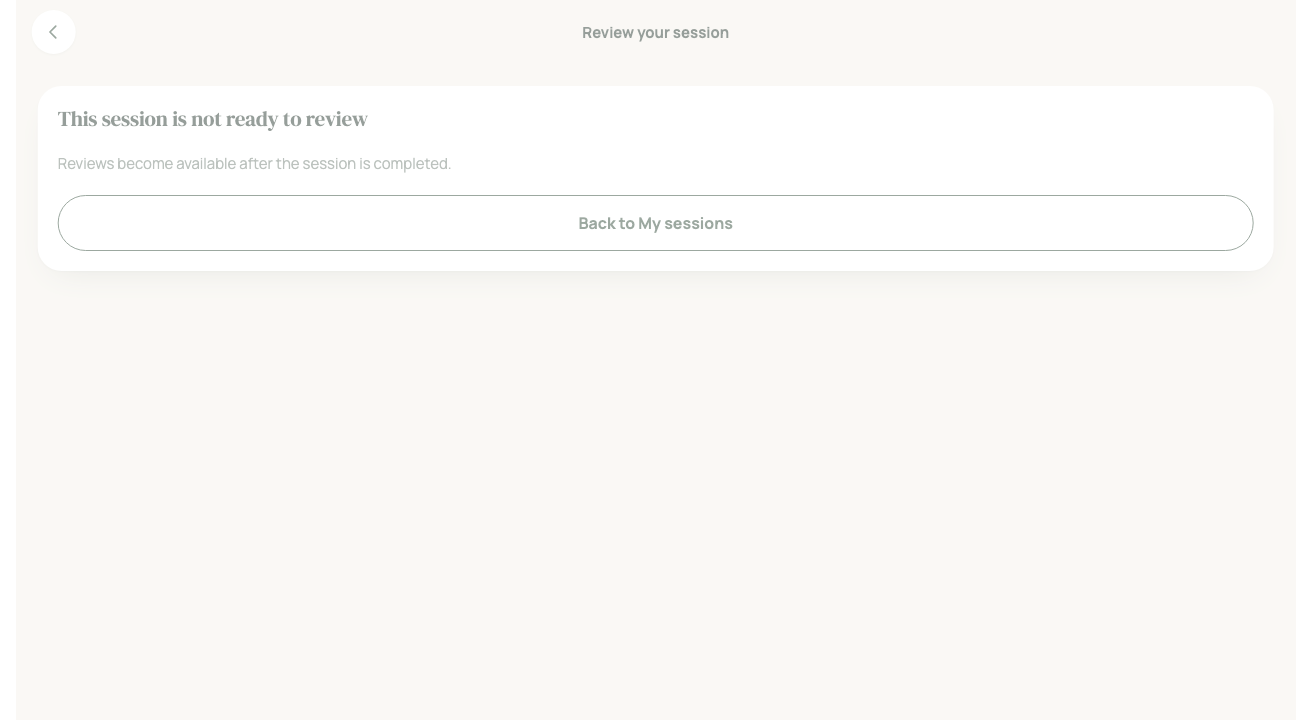 Review your session
This session is not ready to review
Reviews become available after the session is completed.
Back to My sessions